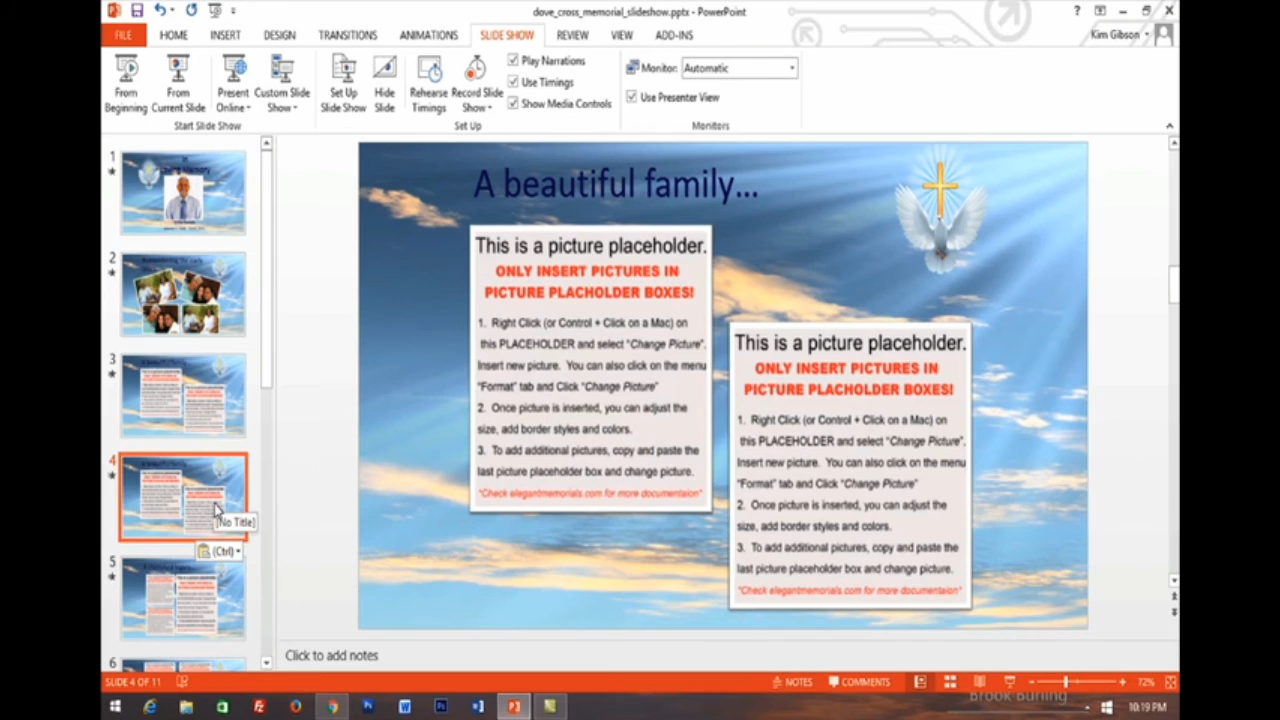 dove_cross_memorial_slideshow.pptx - PowerPoint
?
FILE HOME INSERT DESIGN TRANSITIONS ANIMATIONS SLIDE SHOW REVIEW VIEW ADD-INS
Kim Gibson
From Beginning
From Current Slide
Present Online
Custom Slide Show
Set Up Slide Show
Hide Slide
Rehearse Timings
Record Slide Show
Play Narrations
Use Timings
Show Media Controls
Monitor: Automatic
Use Presenter View
Start Slide Show
Set Up
Monitors
1
2
3
4
[No Title]
(Ctrl)
5
6
A beautiful family...
This is a picture placeholder.
ONLY INSERT PICTURES IN
PICTURE PLACHOLDER BOXES!
1. Right Click (or Control + Click on a Mac) on
this PLACEHOLDER and select "Change Picture".
Insert new picture. You can also click on the menu
"Format" tab and Click "Change Picture"
2. Once picture is inserted, you can adjust the
size, add border styles and colors.
3. To add additional pictures, copy and paste the
last picture placeholder box and change picture.
*Check elegantmemorials.com for more documentaion*
This is a picture placeholder.
ONLY INSERT PICTURES IN
PICTURE PLACHOLDER BOXES!
1. Right Click (or Control + Click on a Mac) on
this PLACEHOLDER and select "Change Picture".
Insert new picture. You can also click on the menu
"Format" tab and Click "Change Picture"
2. Once picture is inserted, you can adjust the
size, add border styles and colors.
3. To add additional pictures, copy and paste the
last picture placeholder box and change picture.
*Check elegantmemorials.com for more documentaion*
Click to add notes
SLIDE 4 OF 11
NOTES
COMMENTS
72%
Brook Burling
10:19 PM